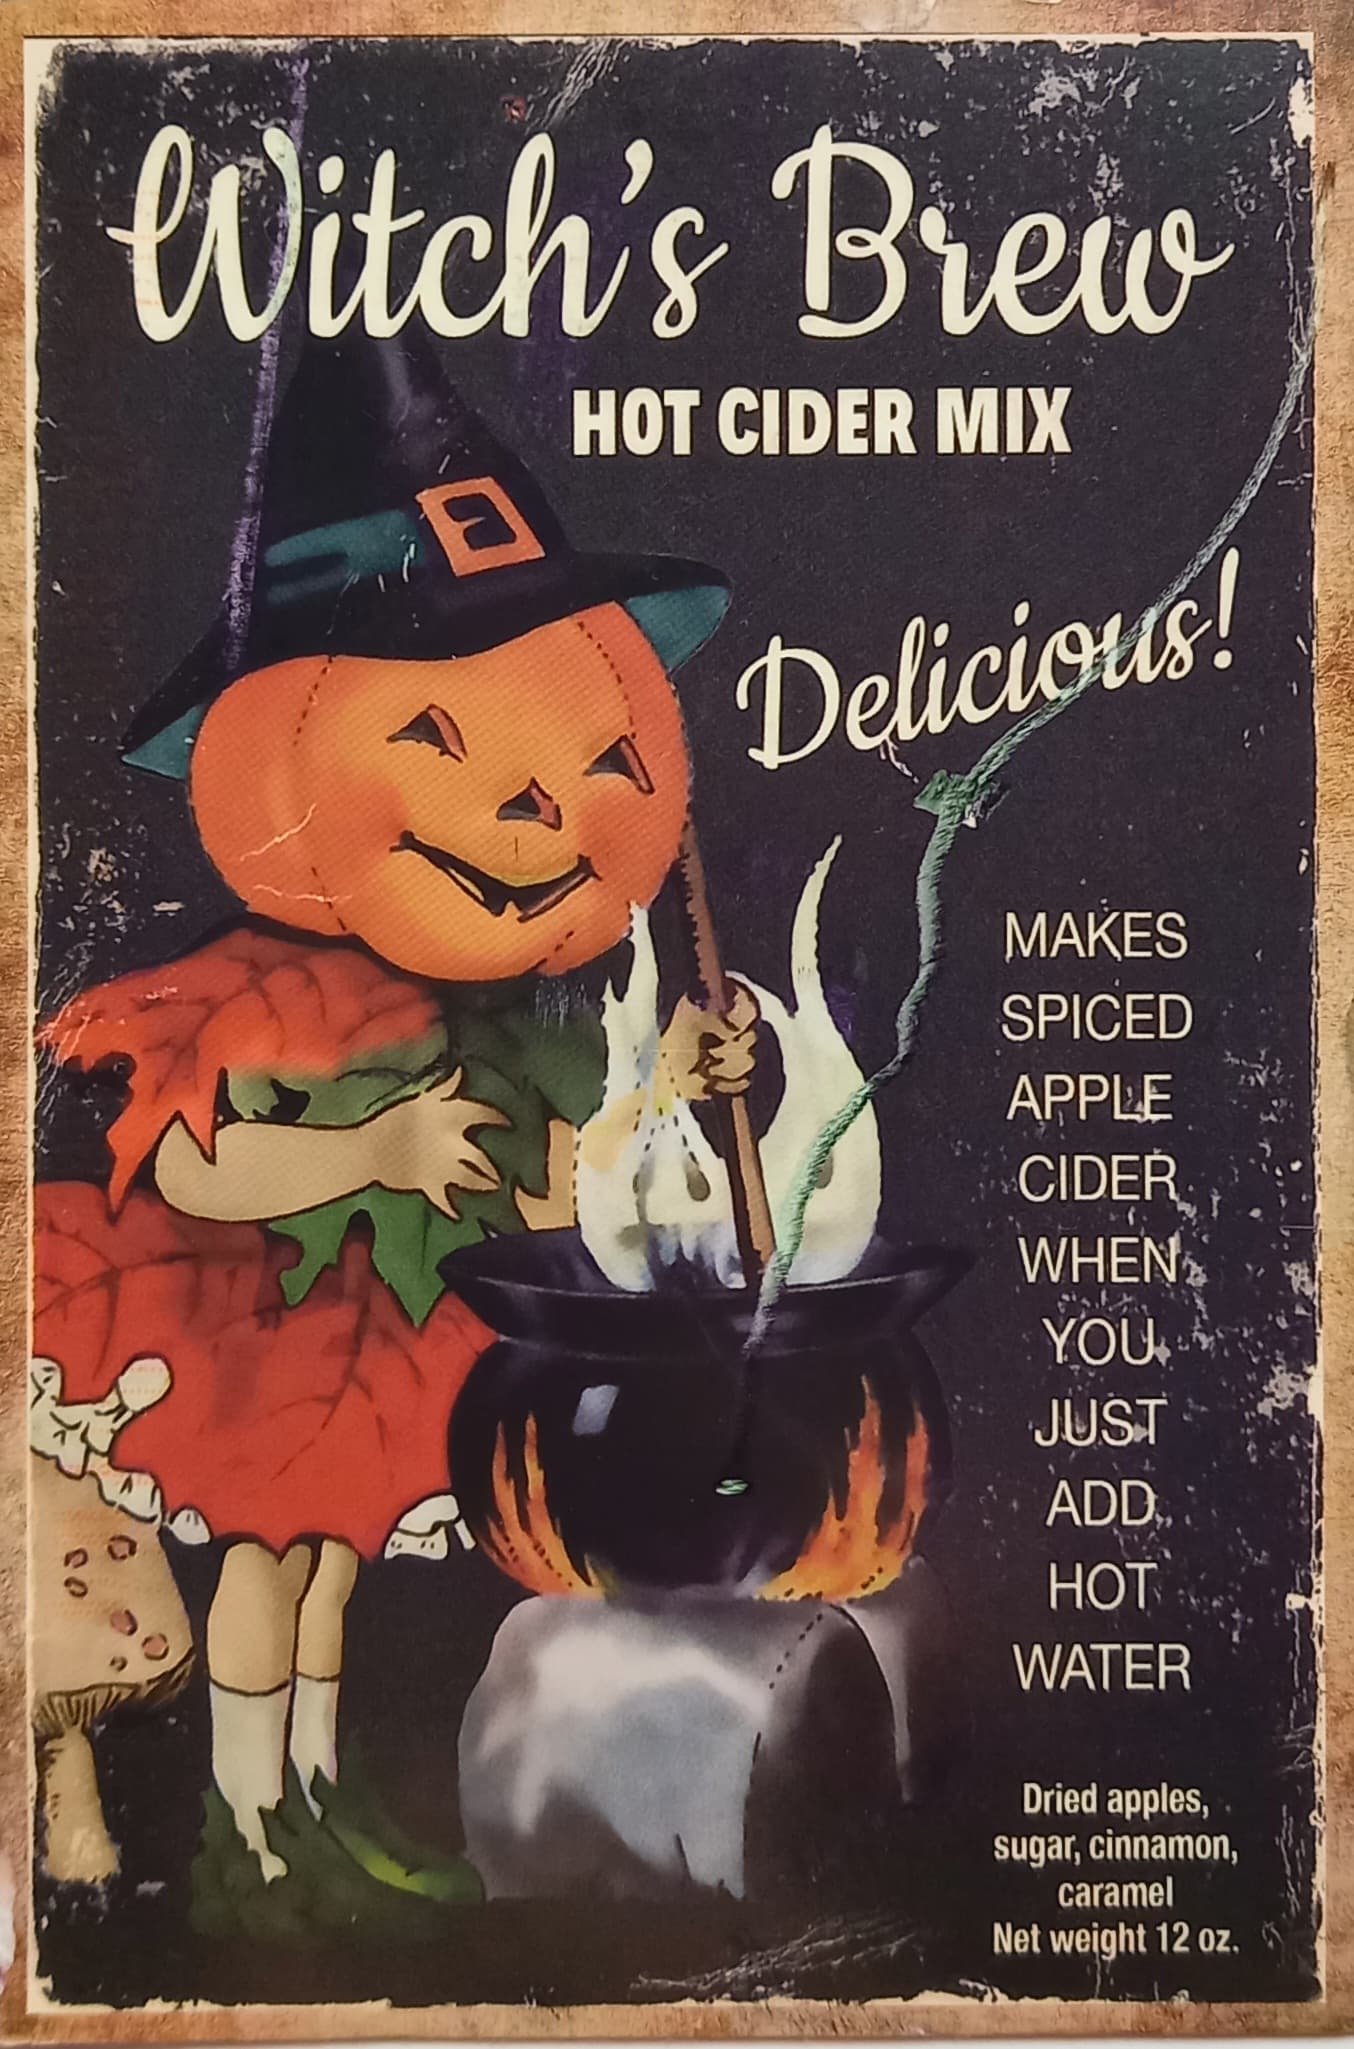 Witch's Brew
HOT CIDER MIX
Delicious!
MAKES
SPICED
APPLE
CIDER
WHEN
YOU
JUST
ADD
HOT
WATER
Dried apples,
sugar, cinnamon,
caramel
Net weight 12 oz.